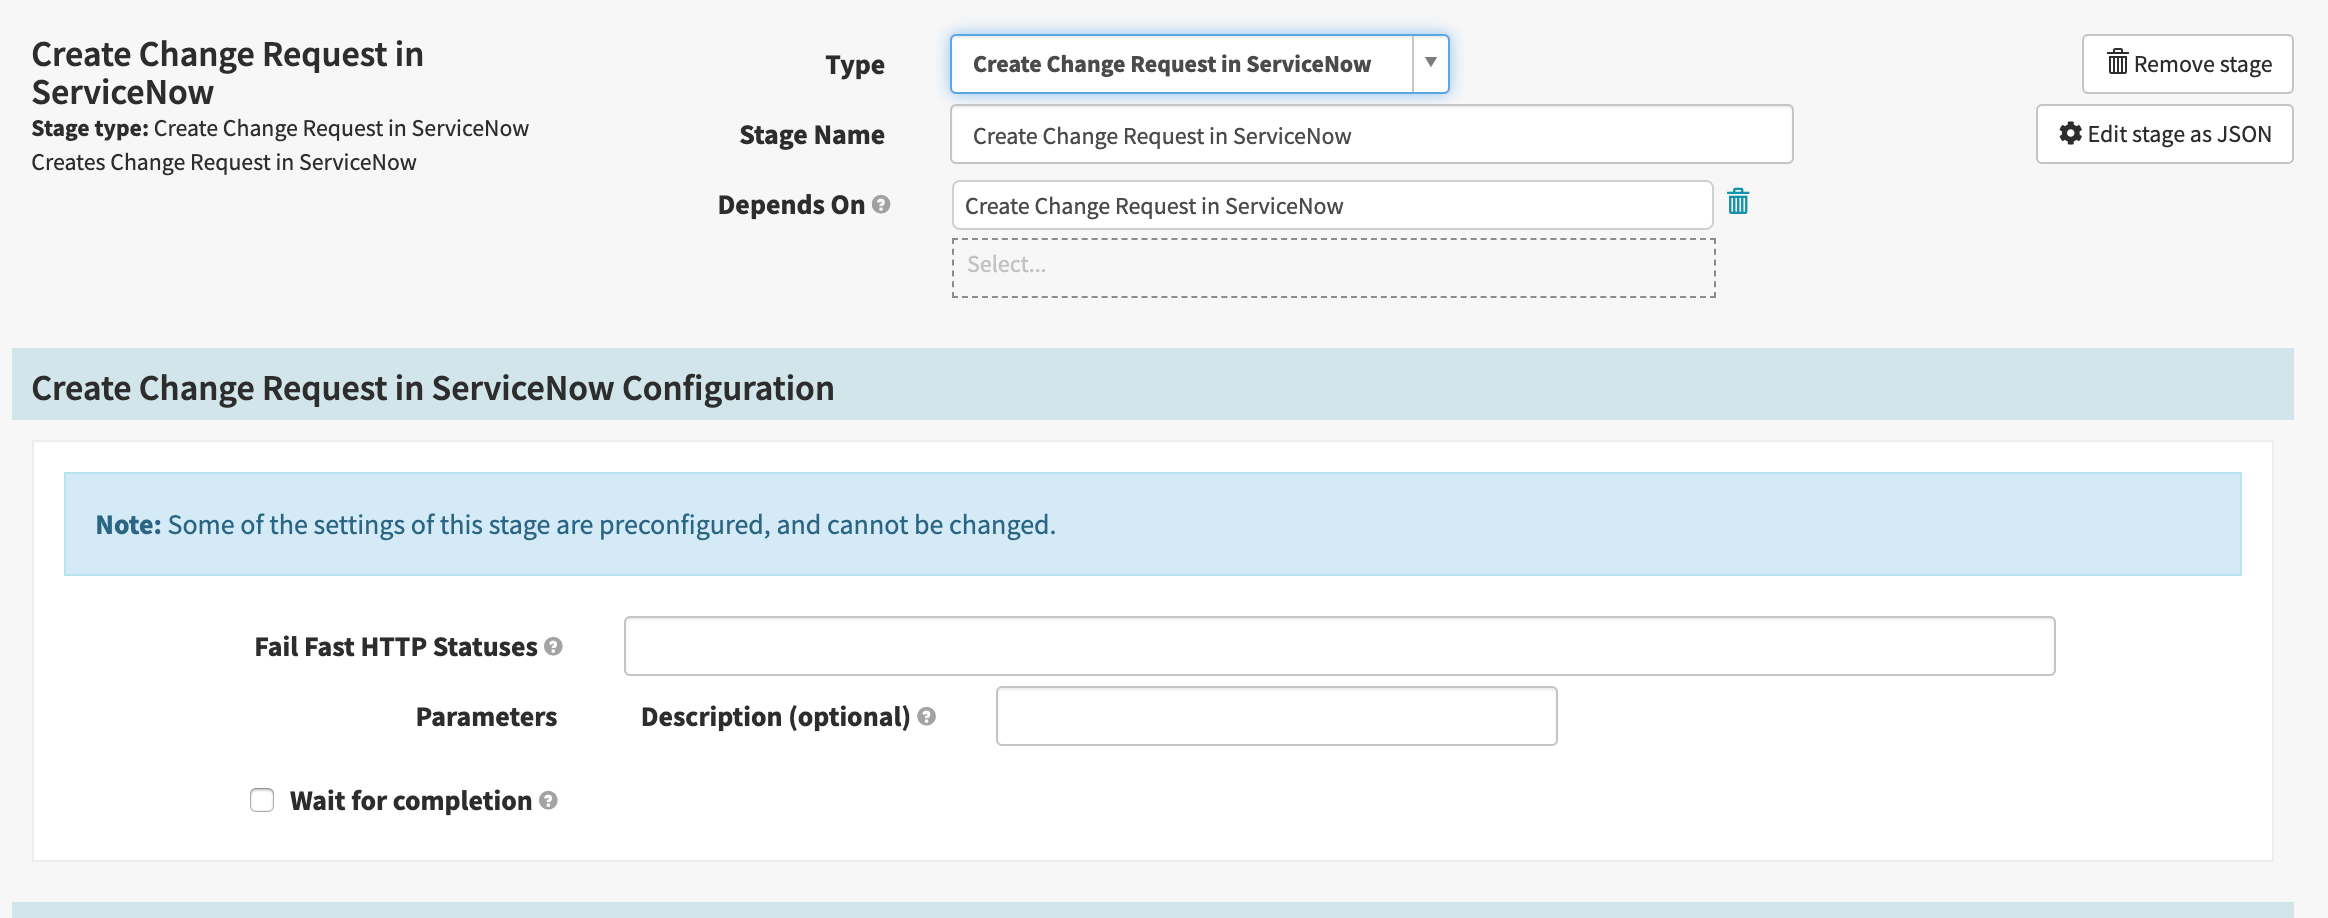 Create Change Request in
ServiceNow
Stage type: Create Change Request in ServiceNow
Creates Change Request in ServiceNow
Type
Create Change Request in ServiceNow
Stage Name
Create Change Request in ServiceNow
Depends On
Create Change Request in ServiceNow
Select...
Remove stage
Edit stage as JSON
Create Change Request in ServiceNow Configuration
Note: Some of the settings of this stage are preconfigured, and cannot be changed.
Fail Fast HTTP Statuses
Parameters
Description (optional)
Wait for completion